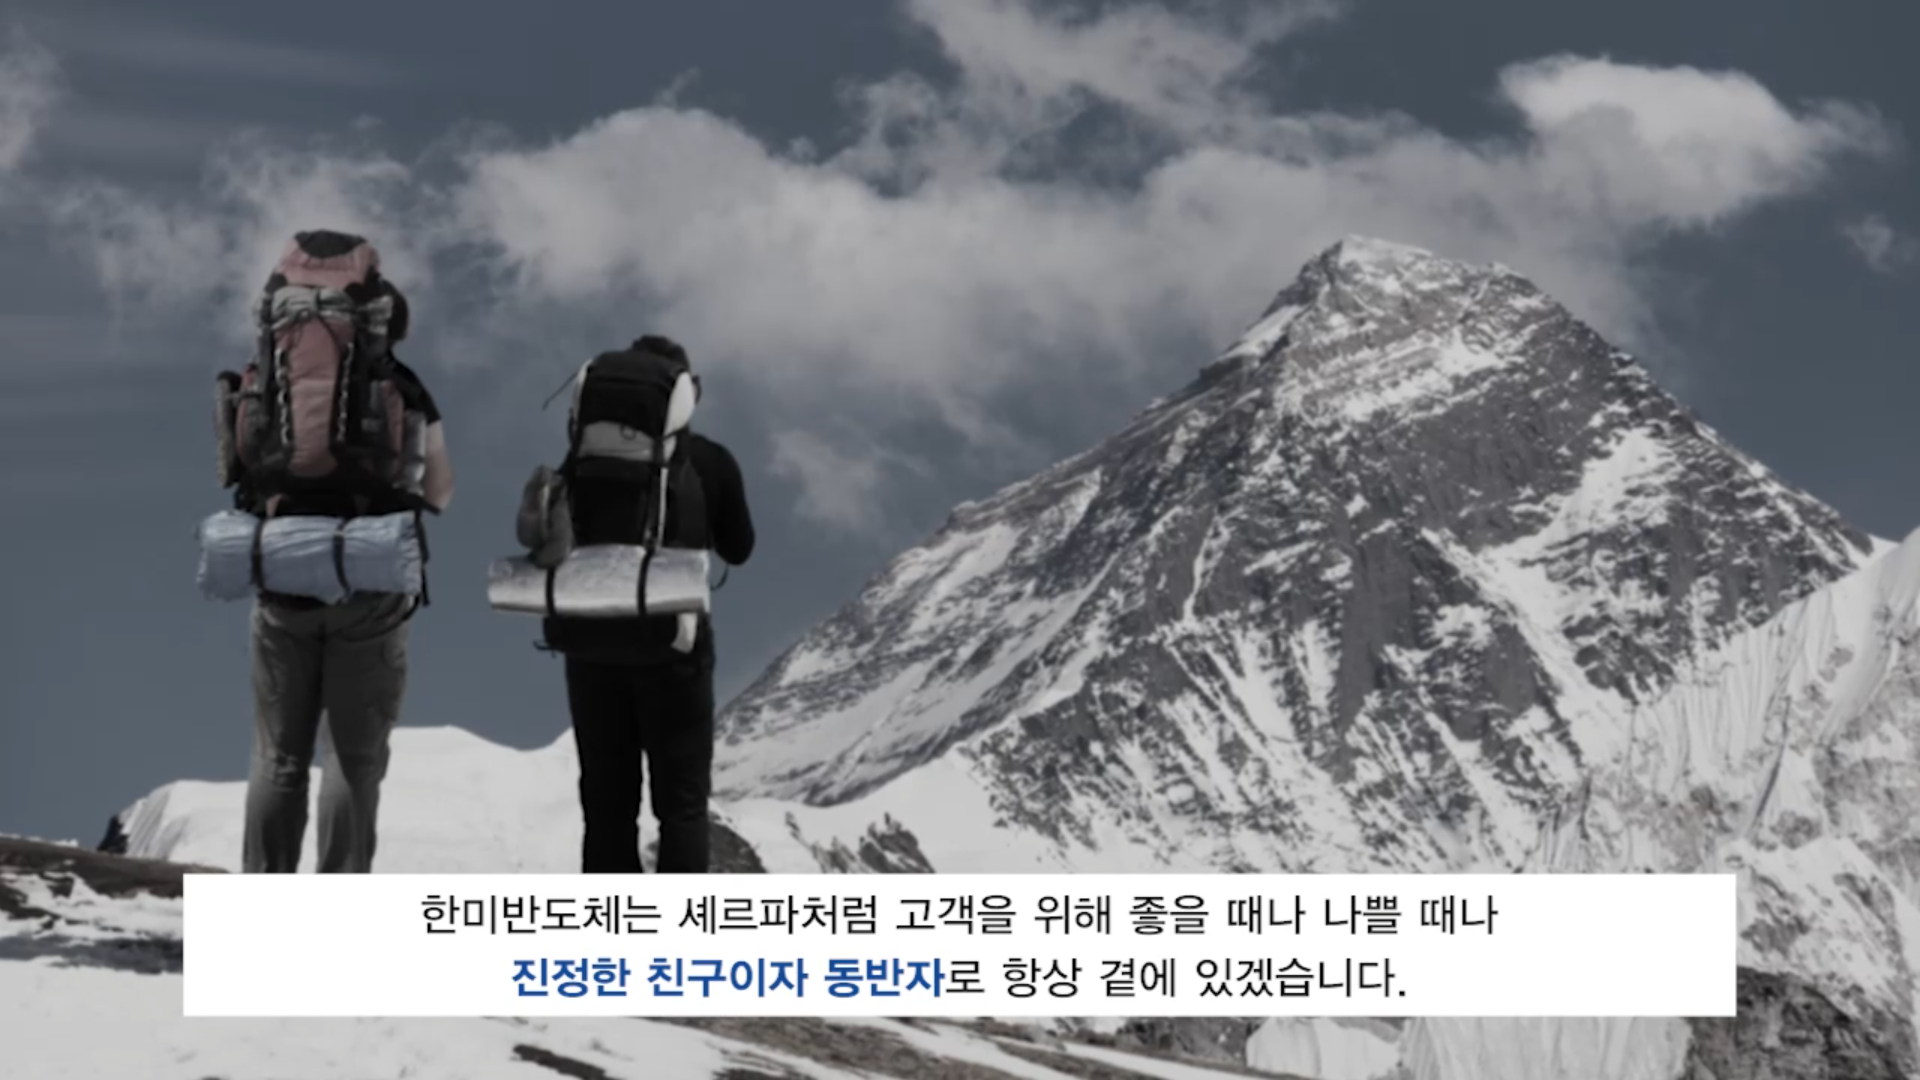 한미반도체는 셰르파처럼 고객을 위해 좋을 때나 나쁠 때나
진정한 친구이자 동반자로 항상 곁에 있겠습니다.